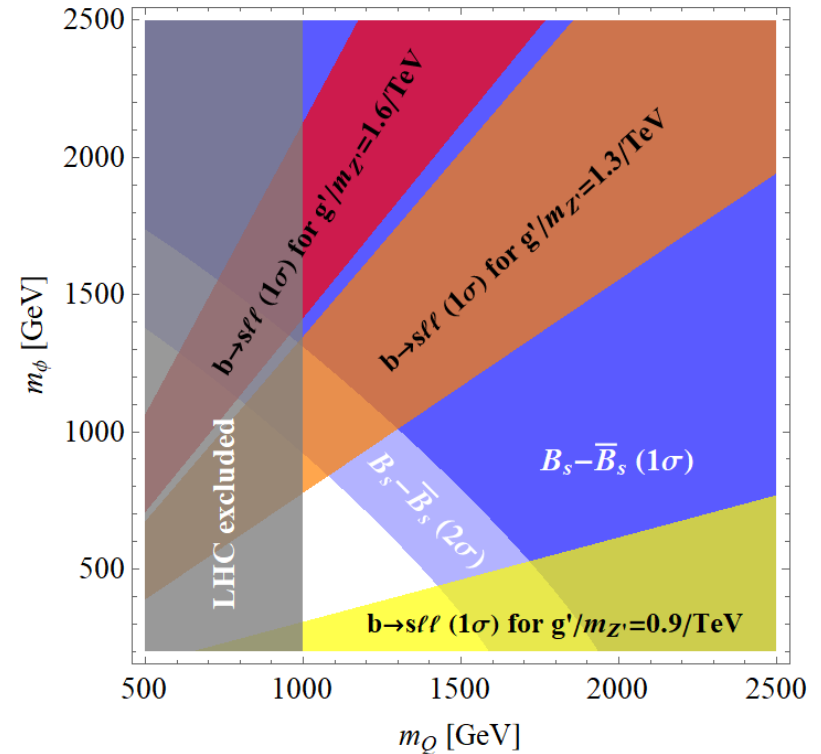 2500
2000
1500
1000
500
500
1000
1500
2000
2500
m_ϕ [GeV]
m_Q [GeV]
b→sℓℓ (1σ) for g'/m_Z'=1.6/TeV
b→sℓℓ (1σ) for g'/m_Z'=1.3/TeV
LHC excluded
B_s−B̅_s (2σ)
B_s−B̅_s (1σ)
b→sℓℓ (1σ) for g'/m_Z'=0.9/TeV